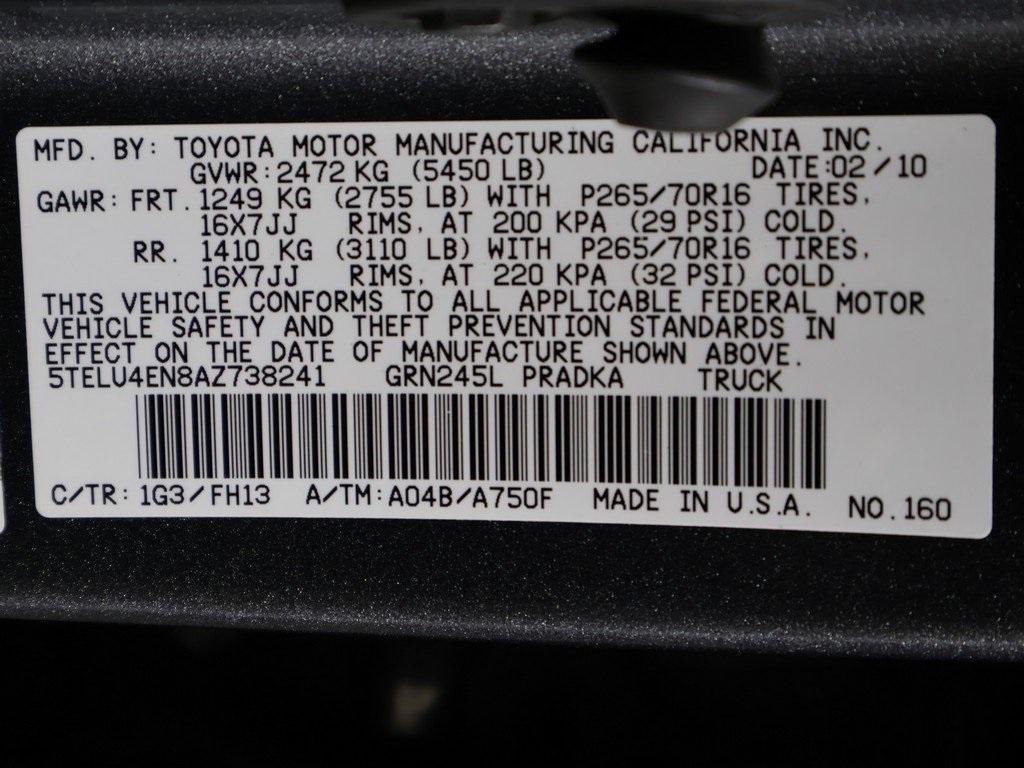 MFD. BY: TOYOTA MOTOR MANUFACTURING CALIFORNIA INC.
GVWR: 2472 KG (5450 LB) DATE: 02/10
GAWR: FRT. 1249 KG (2755 LB) WITH P265/70R16 TIRES,
16X7JJ RIMS, AT 200 KPA (29 PSI) COLD.
RR. 1410 KG (3110 LB) WITH P265/70R16 TIRES,
16X7JJ RIMS, AT 220 KPA (32 PSI) COLD.
THIS VEHICLE CONFORMS TO ALL APPLICABLE FEDERAL MOTOR
VEHICLE SAFETY AND THEFT PREVENTION STANDARDS IN
EFFECT ON THE DATE OF MANUFACTURE SHOWN ABOVE.
5TELU4EN8AZ738241 GRN245L PRADKA TRUCK
C/TR: 1G3/FH13 A/TM: A04B/A750F MADE IN U.S.A. NO.160